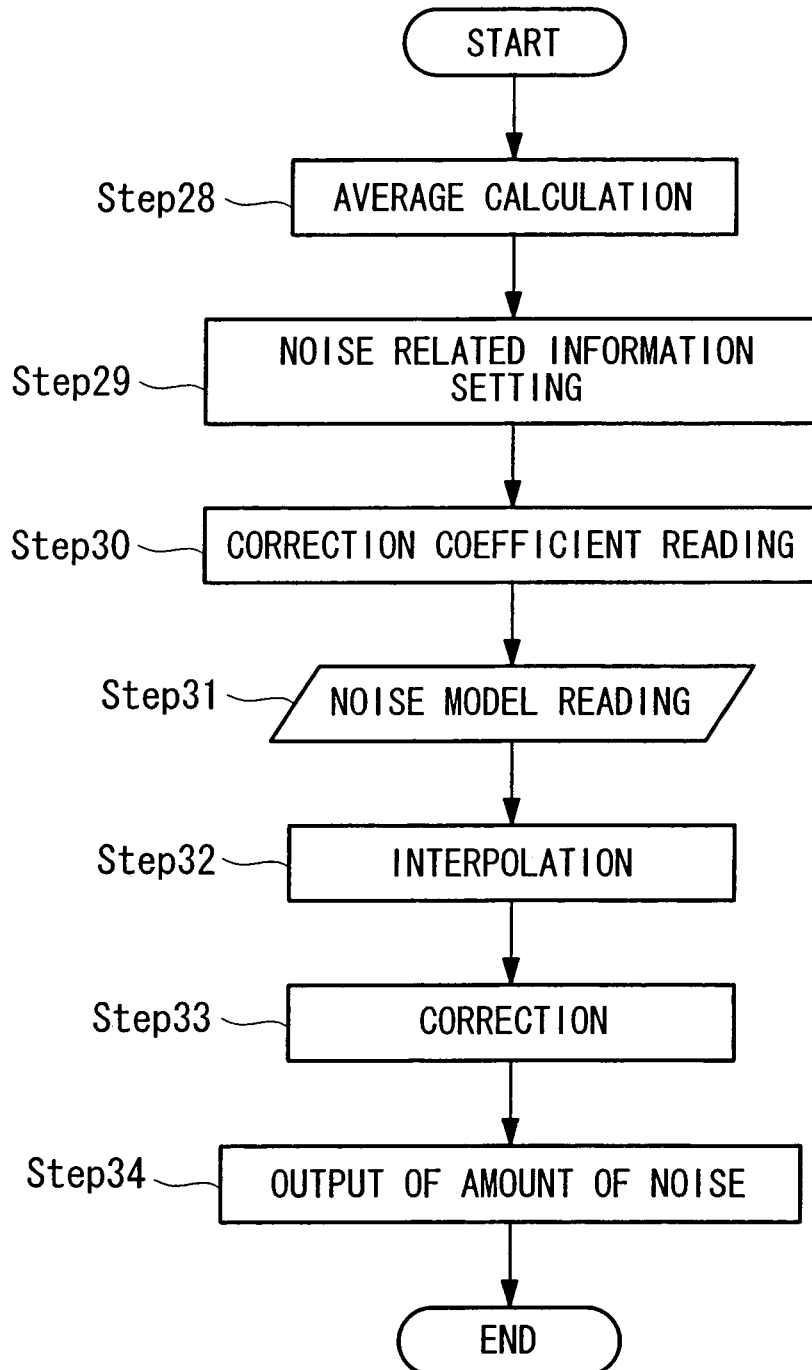 START
Step28
AVERAGE CALCULATION
Step29
NOISE RELATED INFORMATION
SETTING
Step30
CORRECTION COEFFICIENT READING
Step31
NOISE MODEL READING
Step32
INTERPOLATION
Step33
CORRECTION
Step34
OUTPUT OF AMOUNT OF NOISE
END